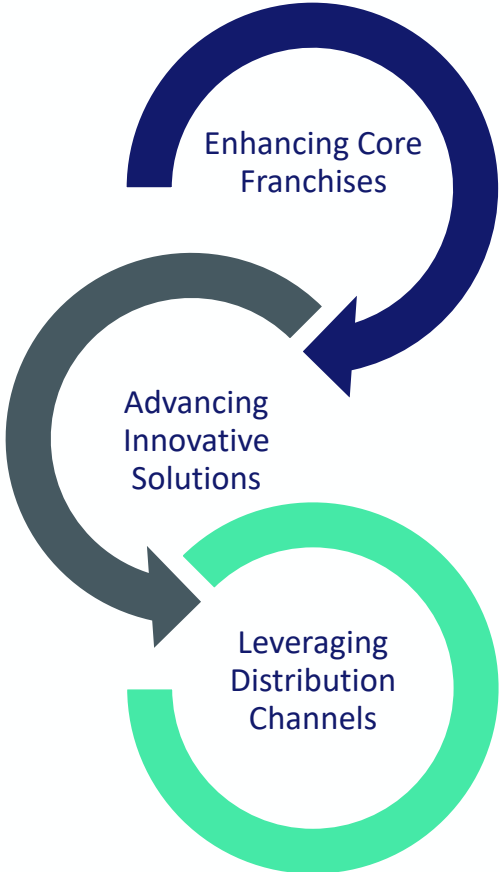 Enhancing Core
Franchises
Advancing
Innovative
Solutions
Leveraging
Distribution
Channels